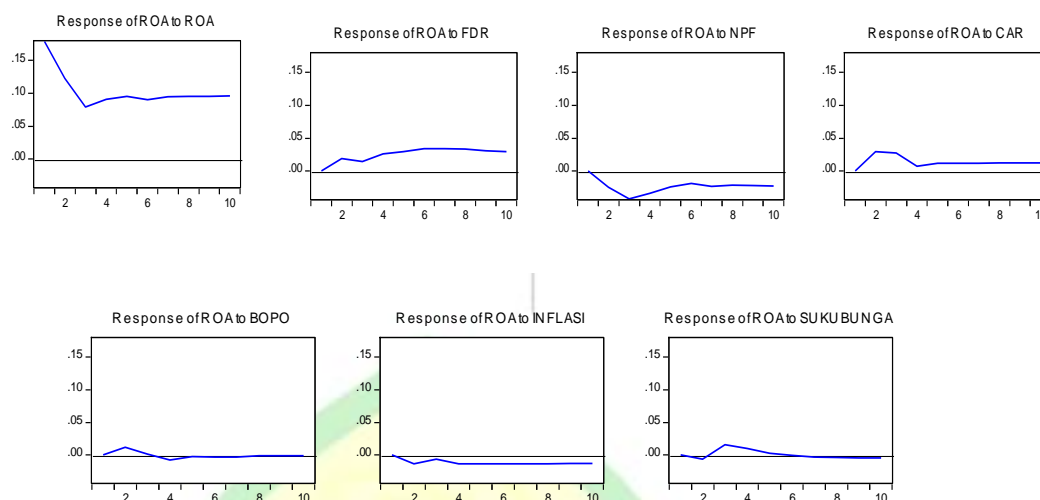 Response of ROA to ROA
.15
.10
.05
.00
2 4 6 8 10
Response of ROA to FDR
.15
.10
.05
.00
2 4 6 8 10
Response of ROA to NPF
.15
.10
.05
.00
2 4 6 8 10
Response of ROA to CAR
.15
.10
.05
.00
2 4 6 8
Response of ROA to BOPO
.15
.10
.05
.00
2 4 6 8 10
Response of ROA to INFLASI
.15
.10
.05
.00
2 4 6 8 10
Response of ROA to SUKUBUNGA
.15
.10
.05
.00
2 4 6 8 10